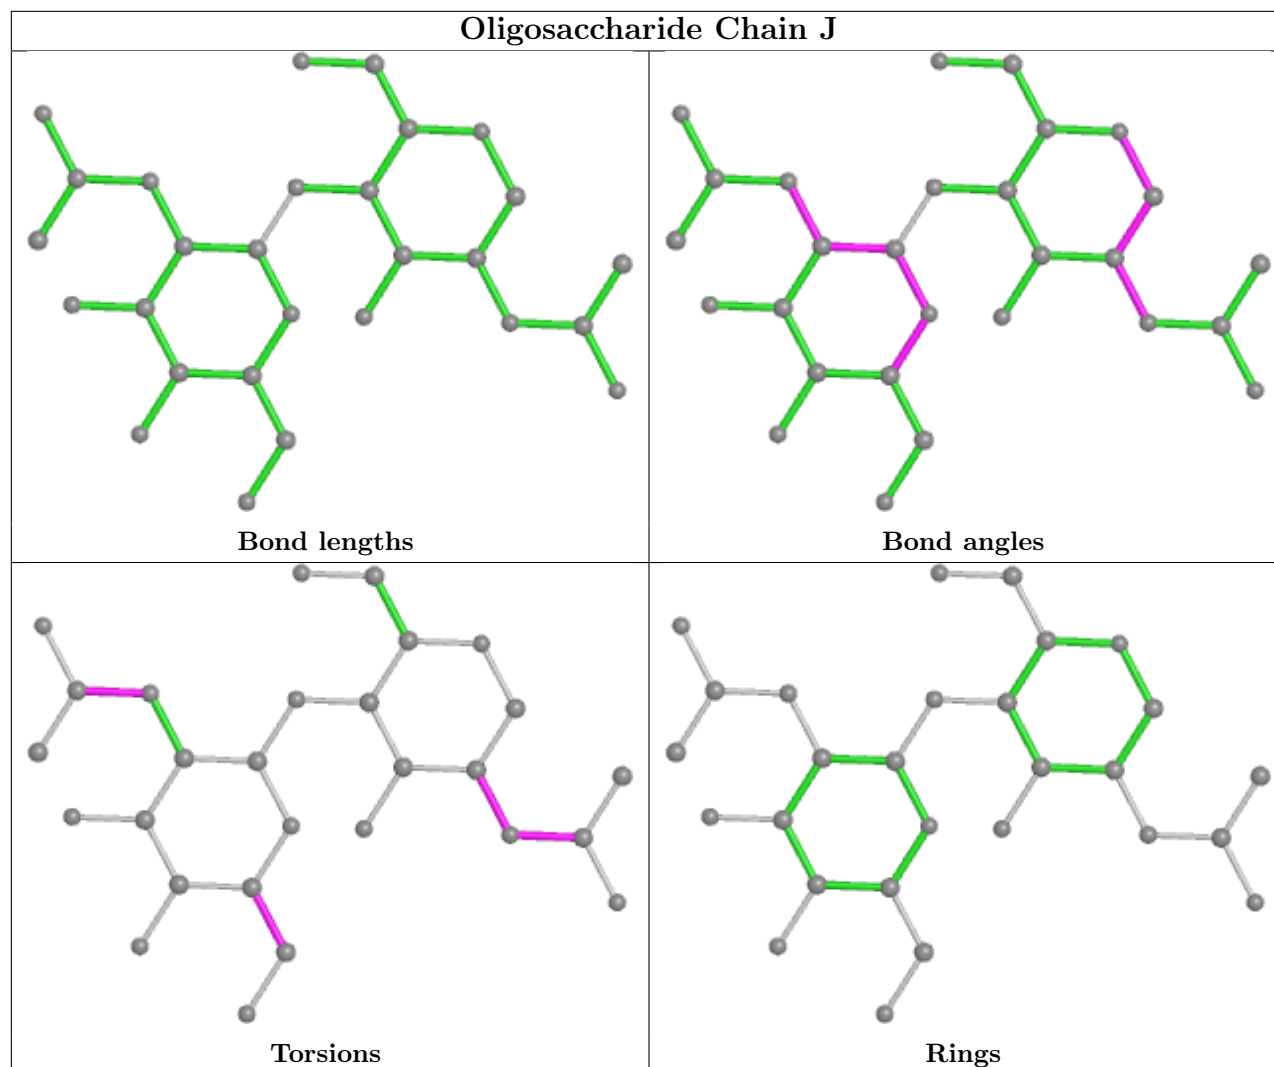 Oligosaccharide Chain J
Bond lengths
Bond angles
Torsions
Rings